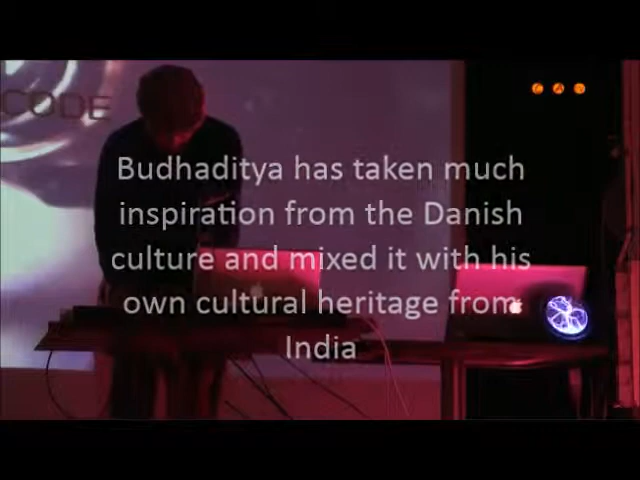 CODE
CAS
Budhaditya has taken much
inspiration from the Danish
culture and mixed it with his
own cultural heritage from
India